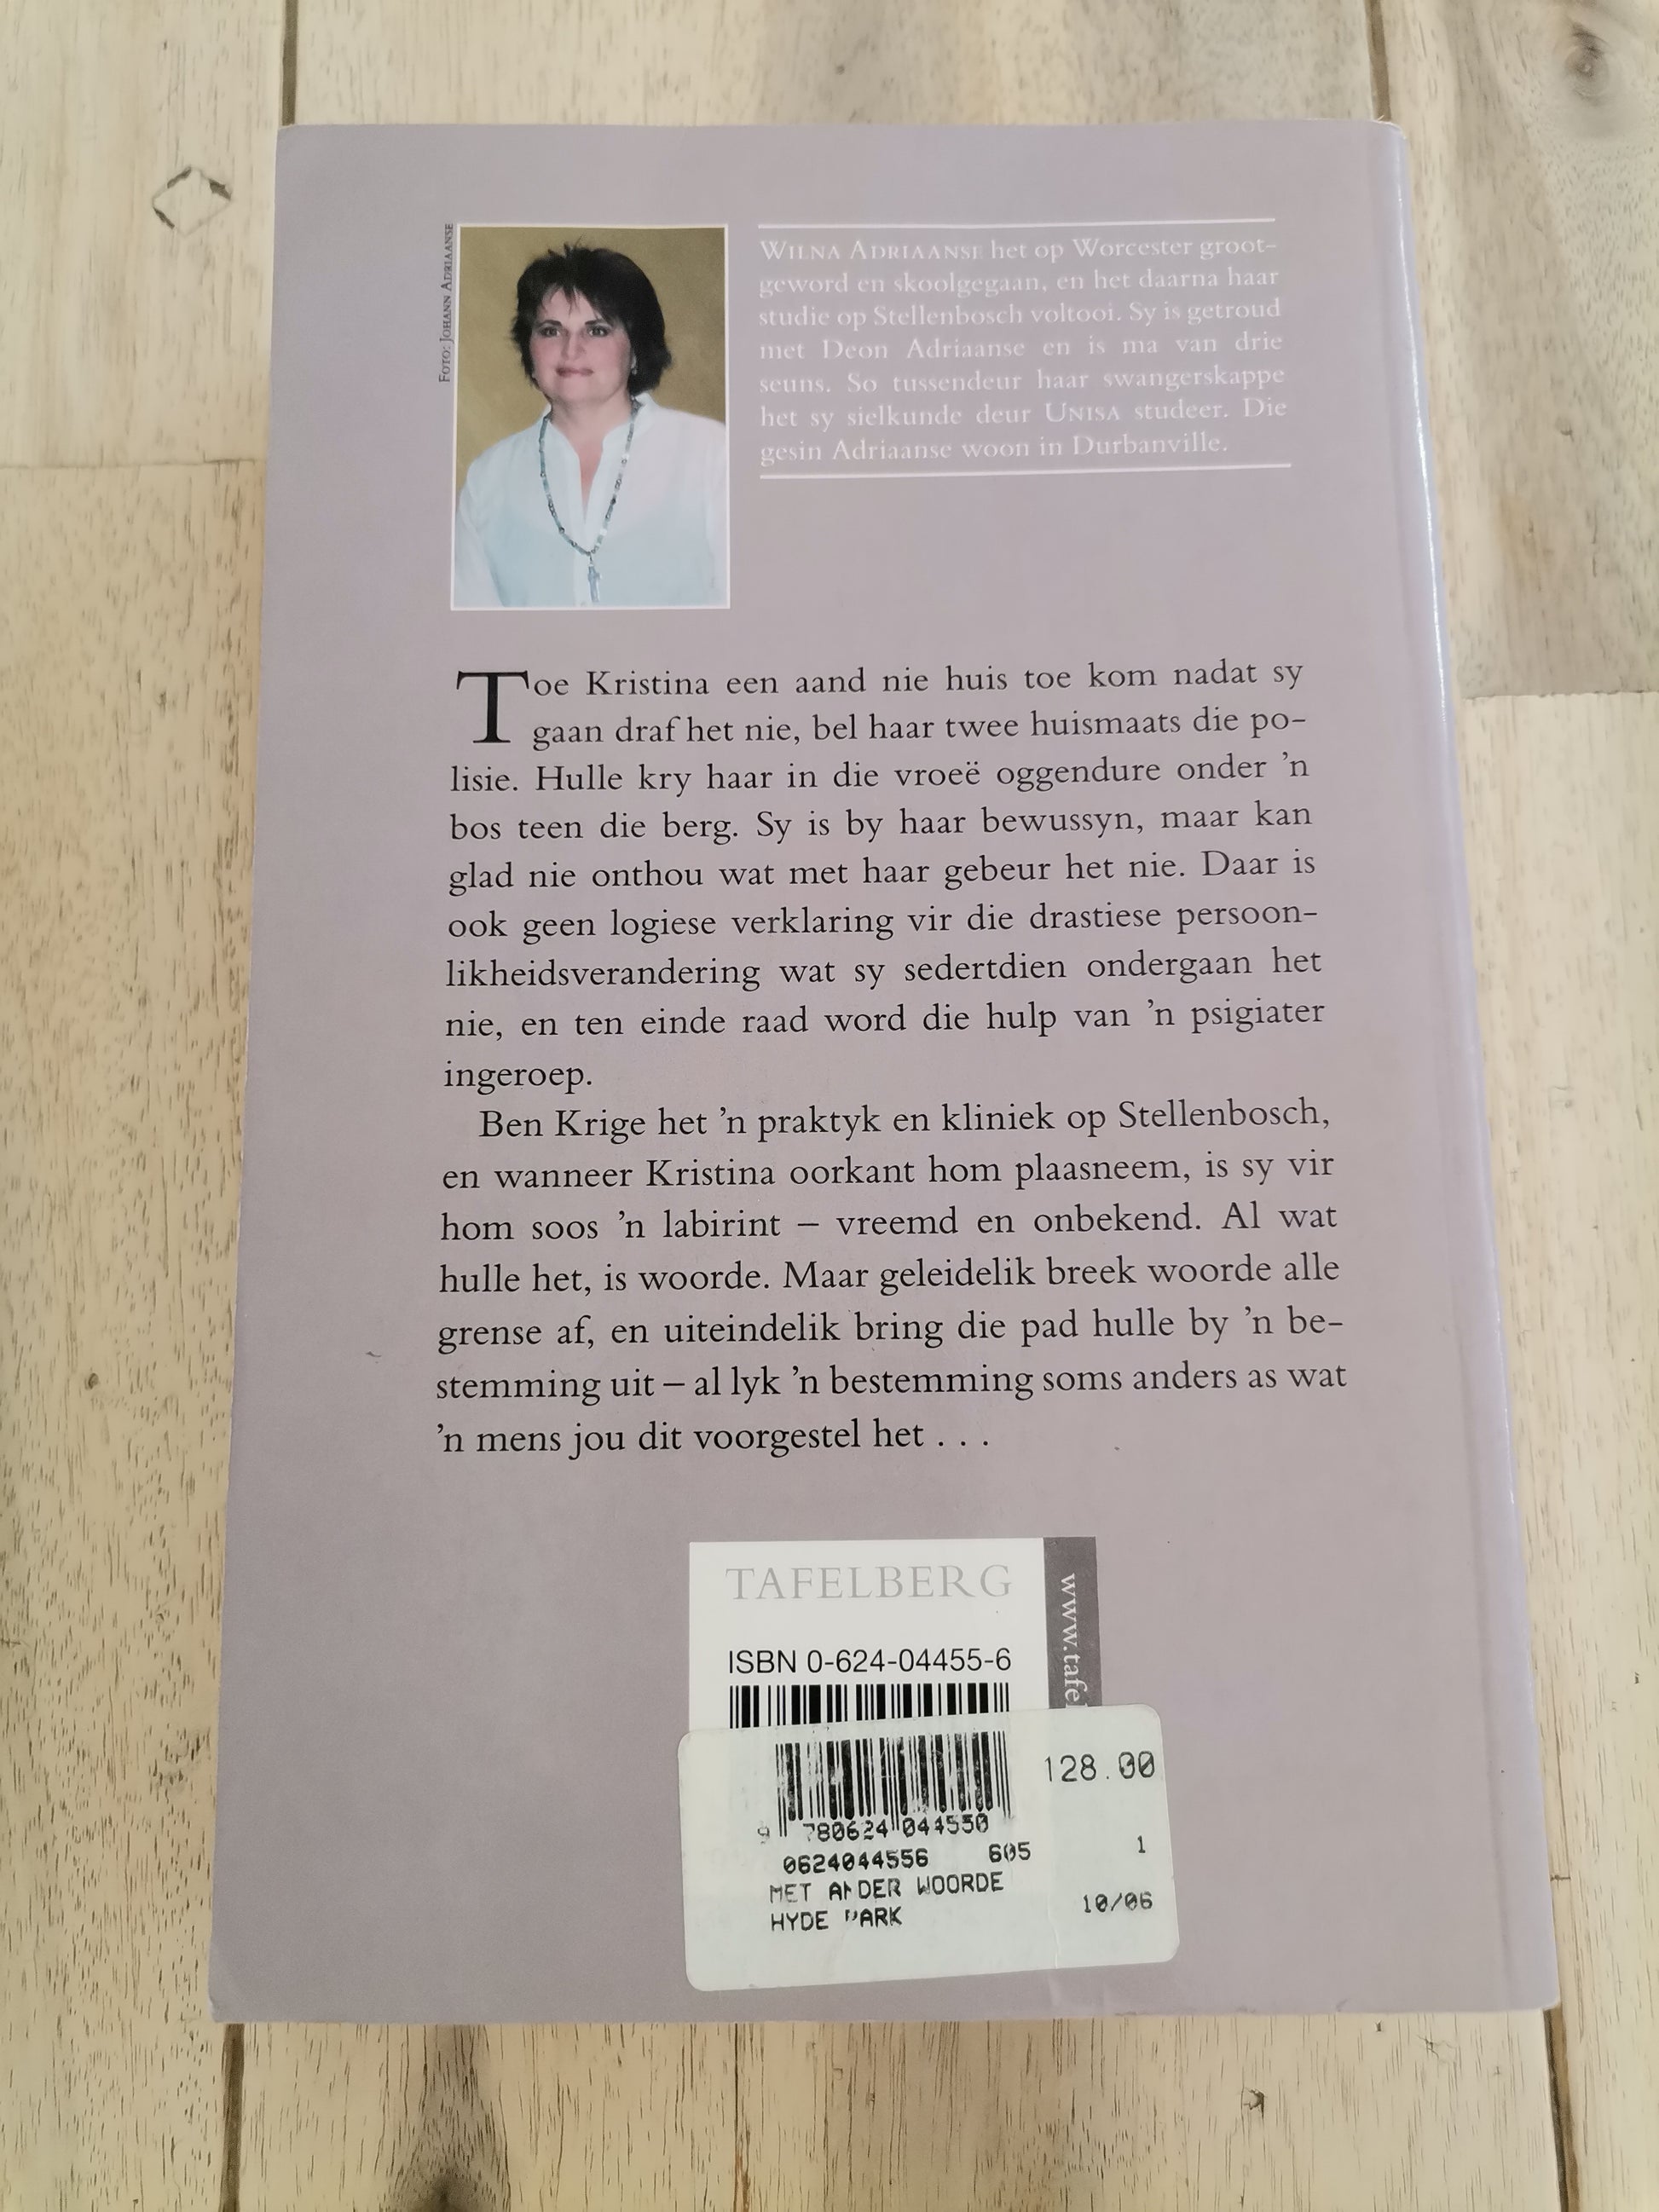 FOTO: JOHANN ADRIAANSE
WILNA ADRIAANSE het op Worcester groot-
geword en skoolgegaan, en het daarna haar
studie op Stellenbosch voltooi. Sy is getroud
met Deon Adriaanse en is ma van drie
seuns. So tussendeur haar swangerskappe
het sy sielkunde deur UNISA studeer. Die
gesin Adriaanse woon in Durbanville.
Toe Kristina een aand nie huis toe kom nadat sy
gaan draf het nie, bel haar twee huismaats die po-
lisie. Hulle kry haar in die vroeë oggendure onder ’n
bos teen die berg. Sy is by haar bewussyn, maar kan
glad nie onthou wat met haar gebeur het nie. Daar is
ook geen logiese verklaring vir die drastiese persoon-
likheidsverandering wat sy sedertdien ondergaan het
nie, en ten einde raad word die hulp van ’n psigiater
ingeroep.
Ben Krige het ’n praktyk en kliniek op Stellenbosch,
en wanneer Kristina oorkant hom plaasneem, is sy vir
hom soos ’n labirint – vreemd en onbekend. Al wat
hulle het, is woorde. Maar geleidelik breek woorde alle
grense af, en uiteindelik bring die pad hulle by ’n be-
stemming uit – al lyk ’n bestemming soms anders as wat
’n mens jou dit voorgestel het . . .
TAFELBERG
www.tafel
ISBN 0-624-04455-6
128.00
9 780624 044550
0624044556 605 1
MET ANDER WOORDE
HYDE PARK 10/06